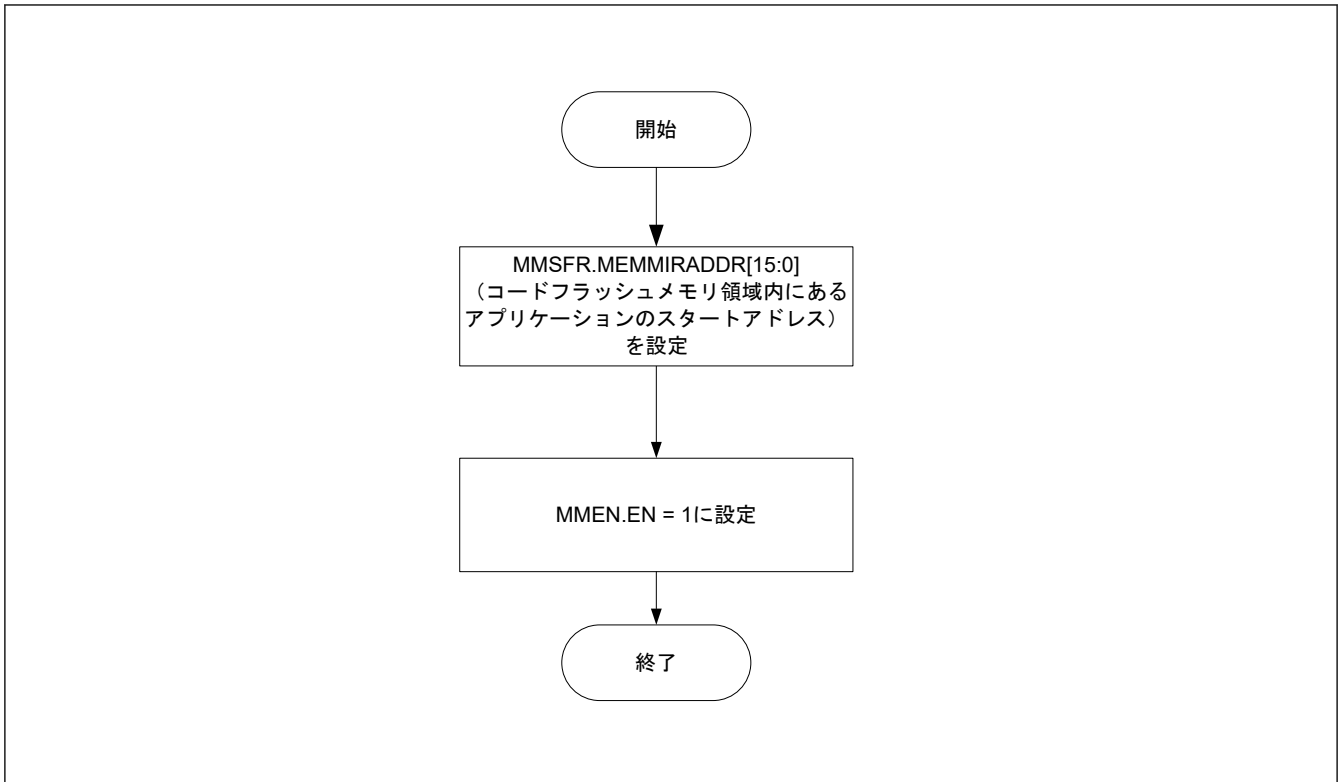 開始
MMSFR.MEMMIRADDR[15:0]
（コードフラッシュメモリ領域内にある
アプリケーションのスタートアドレス）
を設定
MMEN.EN = 1に設定
終了